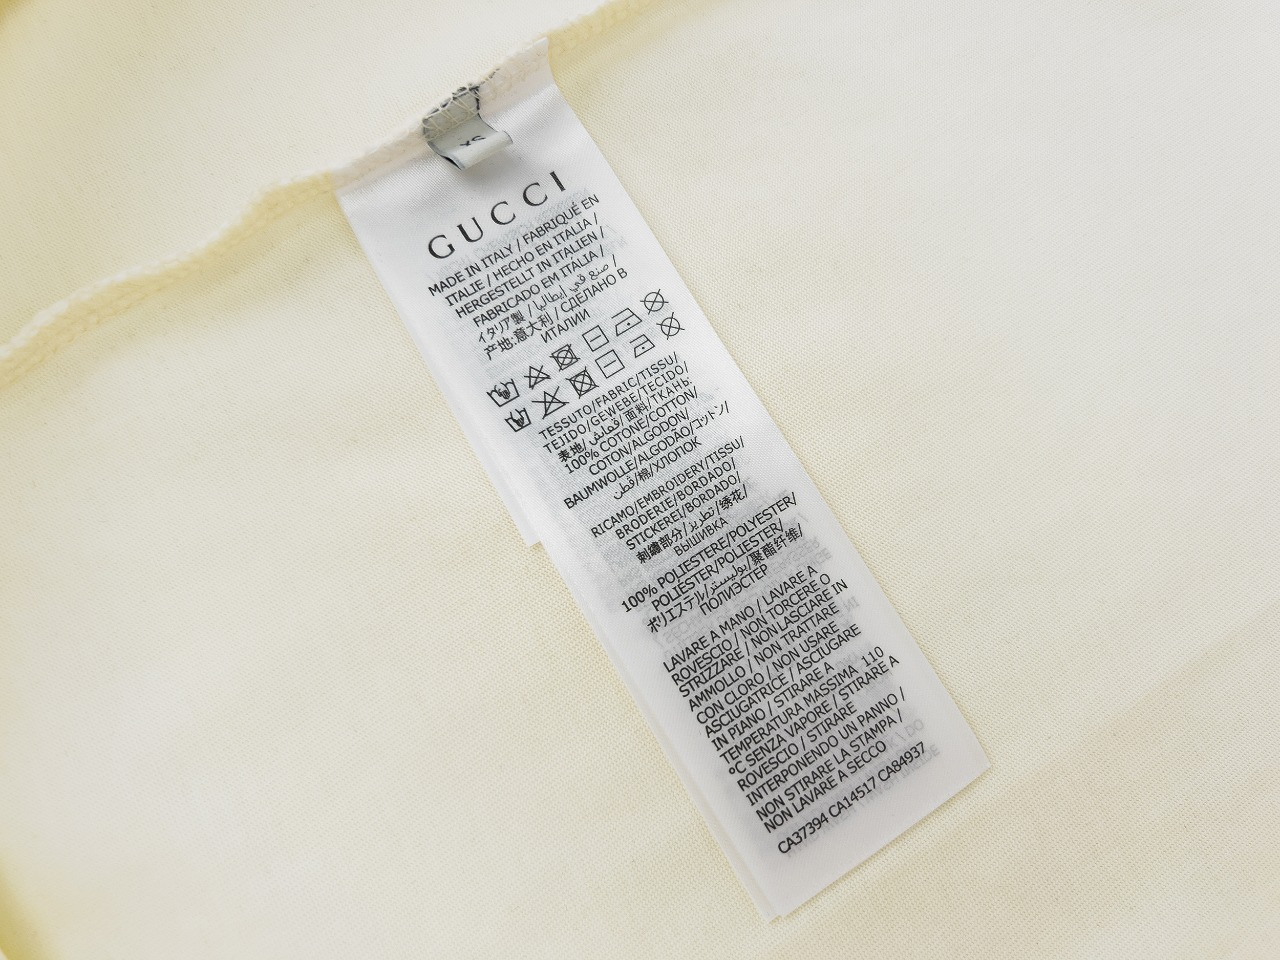 XS
GUCCI
MADE IN ITALY / FABRIQUÉ EN
ITALIE / HECHO EN ITALIA /
HERGESTELLT IN ITALIEN /
FABRICADO EM ITALIA /
イタリア製 / صنع في إيطاليا /
产地:意大利 / СДЕЛАНО В
ИТАЛИИ
TESSUTO/FABRIC/TISSU/
TEJIDO/GEWEBE/TECIDO/
表地/قماش/面料/ТКАНЬ:
100% COTONE/COTTON/
COTON/ALGODON/
BAUMWOLLE/ALGODÃO/コットン/
قطن/棉/ХЛОПОК
RICAMO/EMBROIDERY/TISSU/
BRODERIE/BORDADO/
STICKEREI/BORDADO/
刺繍部分/تطريز/绣花/
ВЫШИВКА
100% POLIESTERE/POLYESTER/
POLIÉSTER/POLIESTER/
ポリエステル/بوليستر/聚酯纤维/
ПОЛИЭСТЕР
LAVARE A MANO / LAVARE A
ROVESCIO / NON TORCERE O
STRIZZARE / NON LASCIARE IN
AMMOLLO / NON TRATTARE
CON CLORO / NON USARE
ASCIUGATRICE / ASCIUGARE
IN PIANO / STIRARE A
TEMPERATURA MASSIMA 110
°C SENZA VAPORE / STIRARE A
ROVESCIO / STIRARE
INTERPONENDO UN PANNO /
NON STIRARE LA STAMPA /
NON LAVARE A SECCO
CA37394 CA14517 CA84937